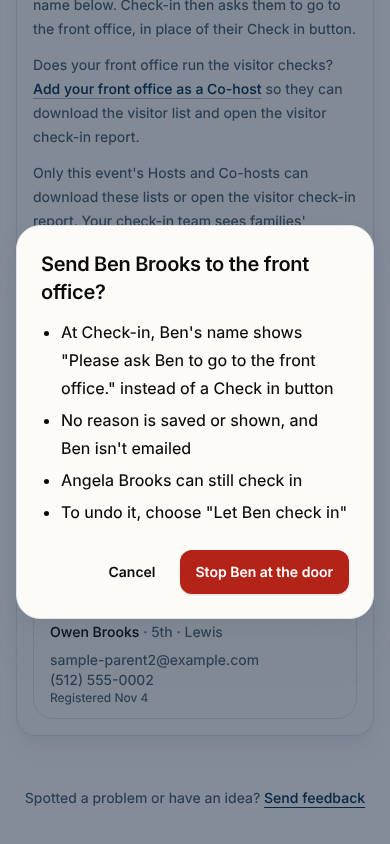 name below. Check-in then asks them to go to
the front office, in place of their Check in button.
Does your front office run the visitor checks?
Add your front office as a Co-host so they can
download the visitor list and open the visitor
check-in report.
Only this event's Hosts and Co-hosts can
download these lists or open the visitor check-in
report. Your check-in team sees families'
Send Ben Brooks to the front
office?
• At Check-in, Ben's name shows
"Please ask Ben to go to the front
office." instead of a Check in button
• No reason is saved or shown, and
Ben isn't emailed
• Angela Brooks can still check in
• To undo it, choose "Let Ben check in"
Cancel
Stop Ben at the door
Owen Brooks · 5th · Lewis
sample-parent2@example.com
(512) 555-0002
Registered Nov 4
Spotted a problem or have an idea? Send feedback